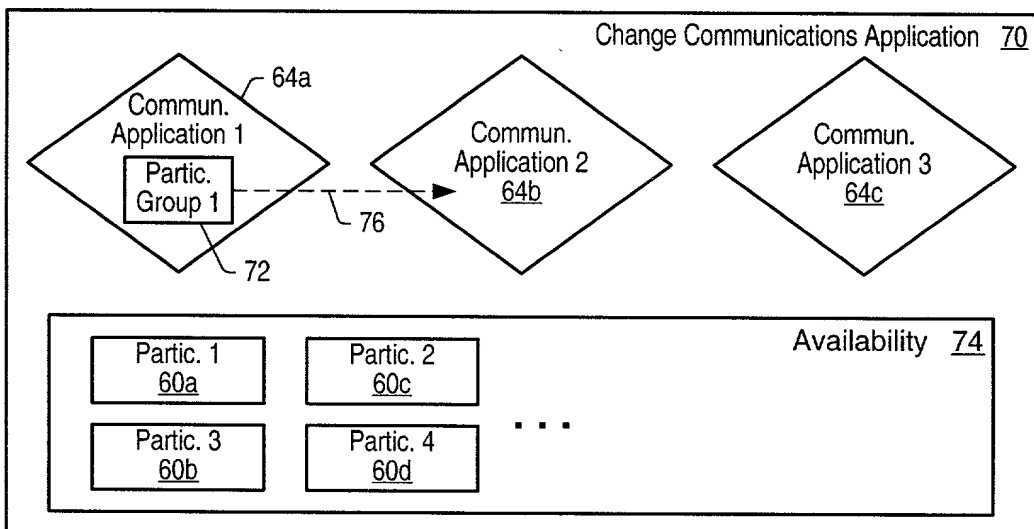 Change Communications Application 70
64a
Commun.
Application 1
Partic.
Group 1
72
76
Commun.
Application 2
64b
Commun.
Application 3
64c
Availability 74
Partic. 1
60a
Partic. 2
60c
Partic. 3
60b
Partic. 4
60d
. . .